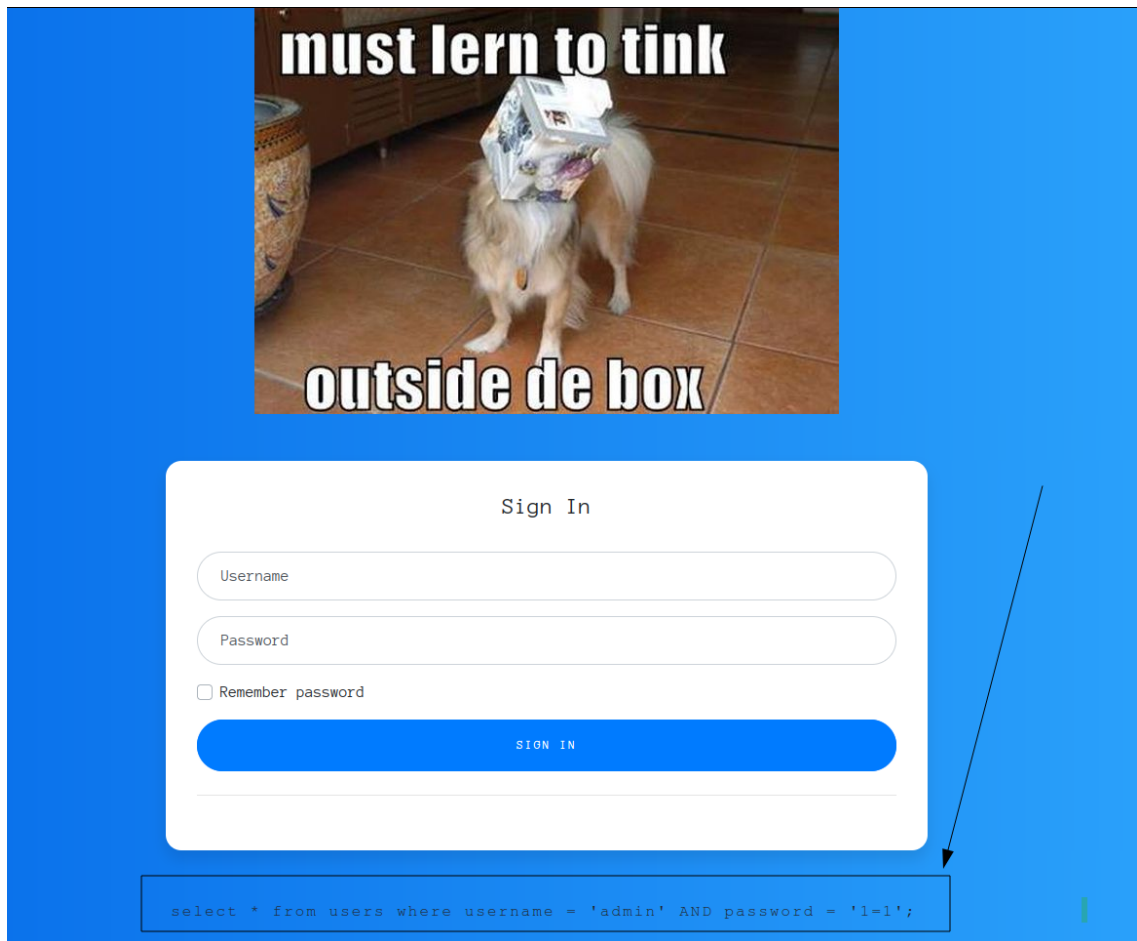 must lern to tink
outside de box
Sign In
Username
Password
Remember password
SIGN IN
select * from users where username = 'admin' AND password = '1=1';